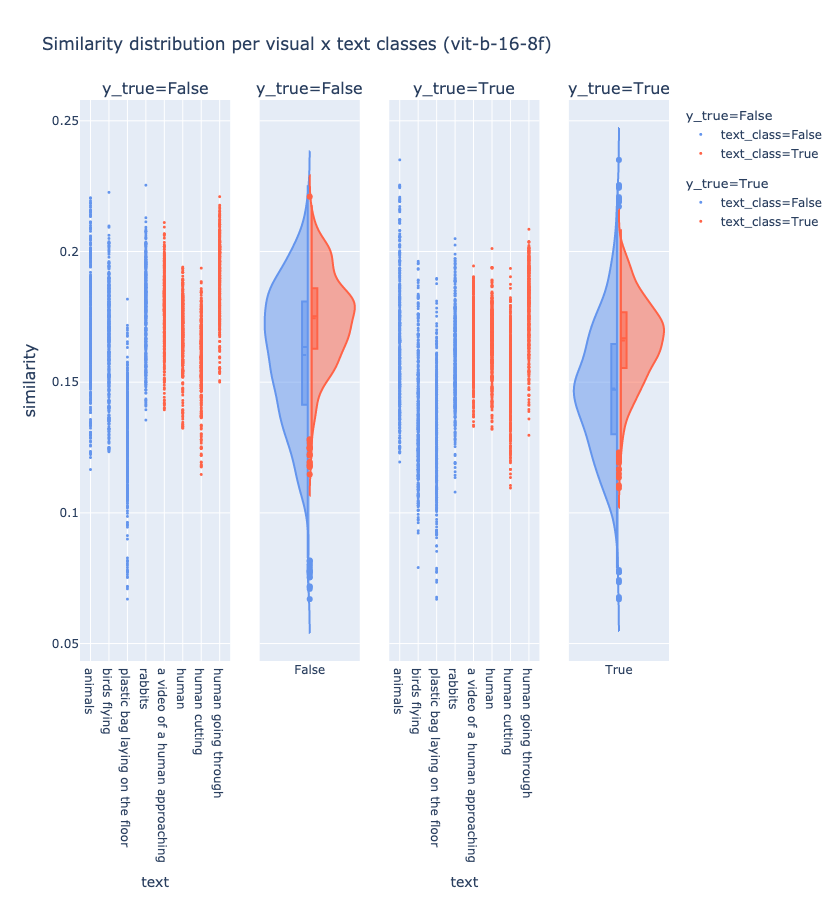 Similarity distribution per visual x text classes (vit-b-16-8f)
y_true=False
y_true=False
y_true=True
y_true=True
y_true=False
text_class=False
text_class=True
y_true=True
text_class=False
text_class=True
similarity
0.25
0.2
0.15
0.1
0.05
animals
birds flying
plastic bag laying on the floor
rabbits
a video of a human approaching
human
human cutting
human going through
text
False
animals
birds flying
plastic bag laying on the floor
rabbits
a video of a human approaching
human
human cutting
human going through
text
True